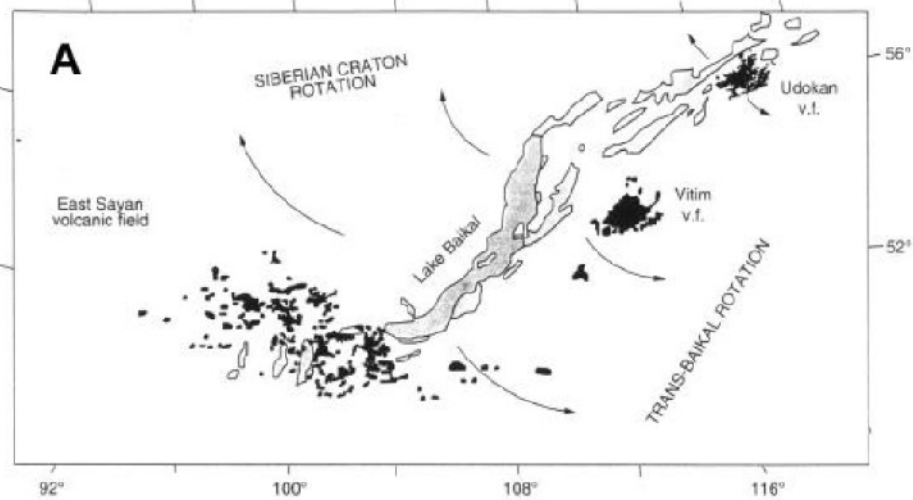 A
SIBERIAN CRATON
ROTATION
56°
Udokan
v.f.
East Sayan
volcanic field
Vitim
v.f.
Lake Baikal
52°
TRANS-BAIKAL ROTATION
92°
100°
108°
116°